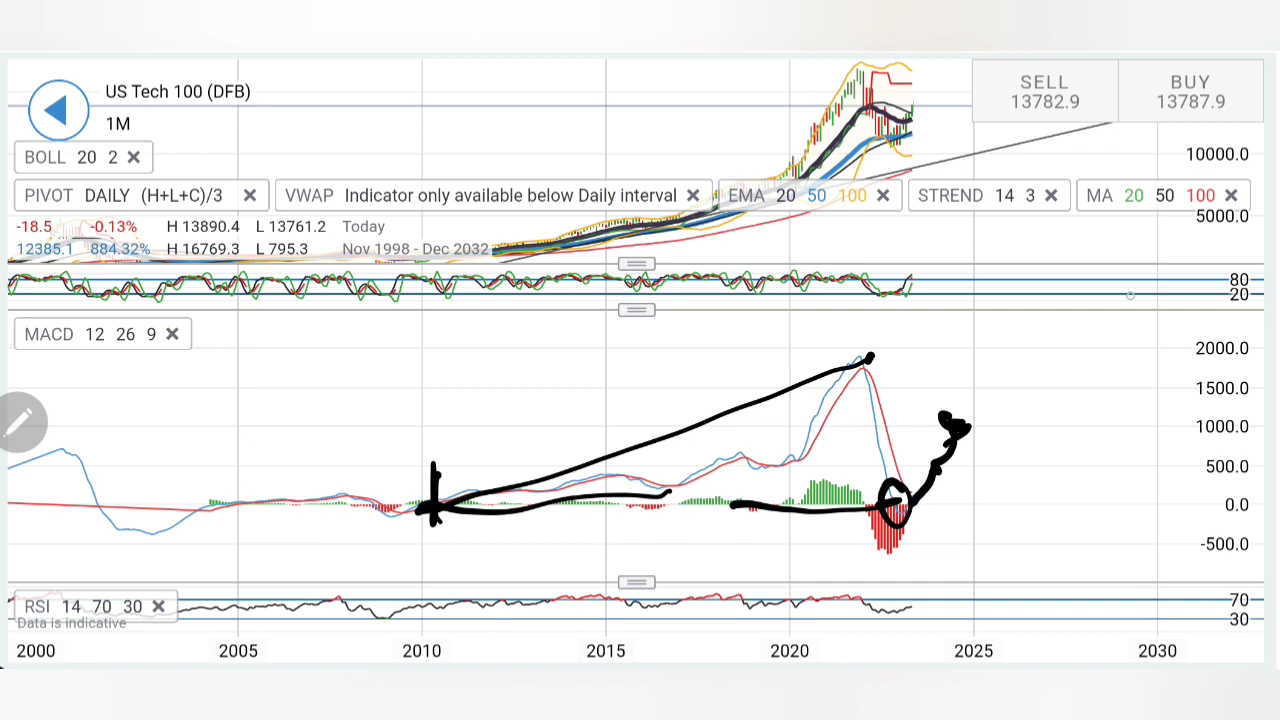 US Tech 100 (DFB)
1M
SELL
13782.9
BUY
13787.9
BOLL 20 2
10000.0
PIVOT DAILY (H+L+C)/3
VWAP Indicator only available below Daily interval
EMA 20 50 100
STREND 14 3
MA 20 50 100
5000.0
-18.5 -0.13% H 13890.4 L 13761.2 Today
12385.1 884.32% H 16769.3 L 795.3 Nov 1998 - Dec 2032
80
20
MACD 12 26 9
2000.0
1500.0
1000.0
500.0
0.0
-500.0
RSI 14 70 30
70
30
Data is indicative
2000 2005 2010 2015 2020 2025 2030